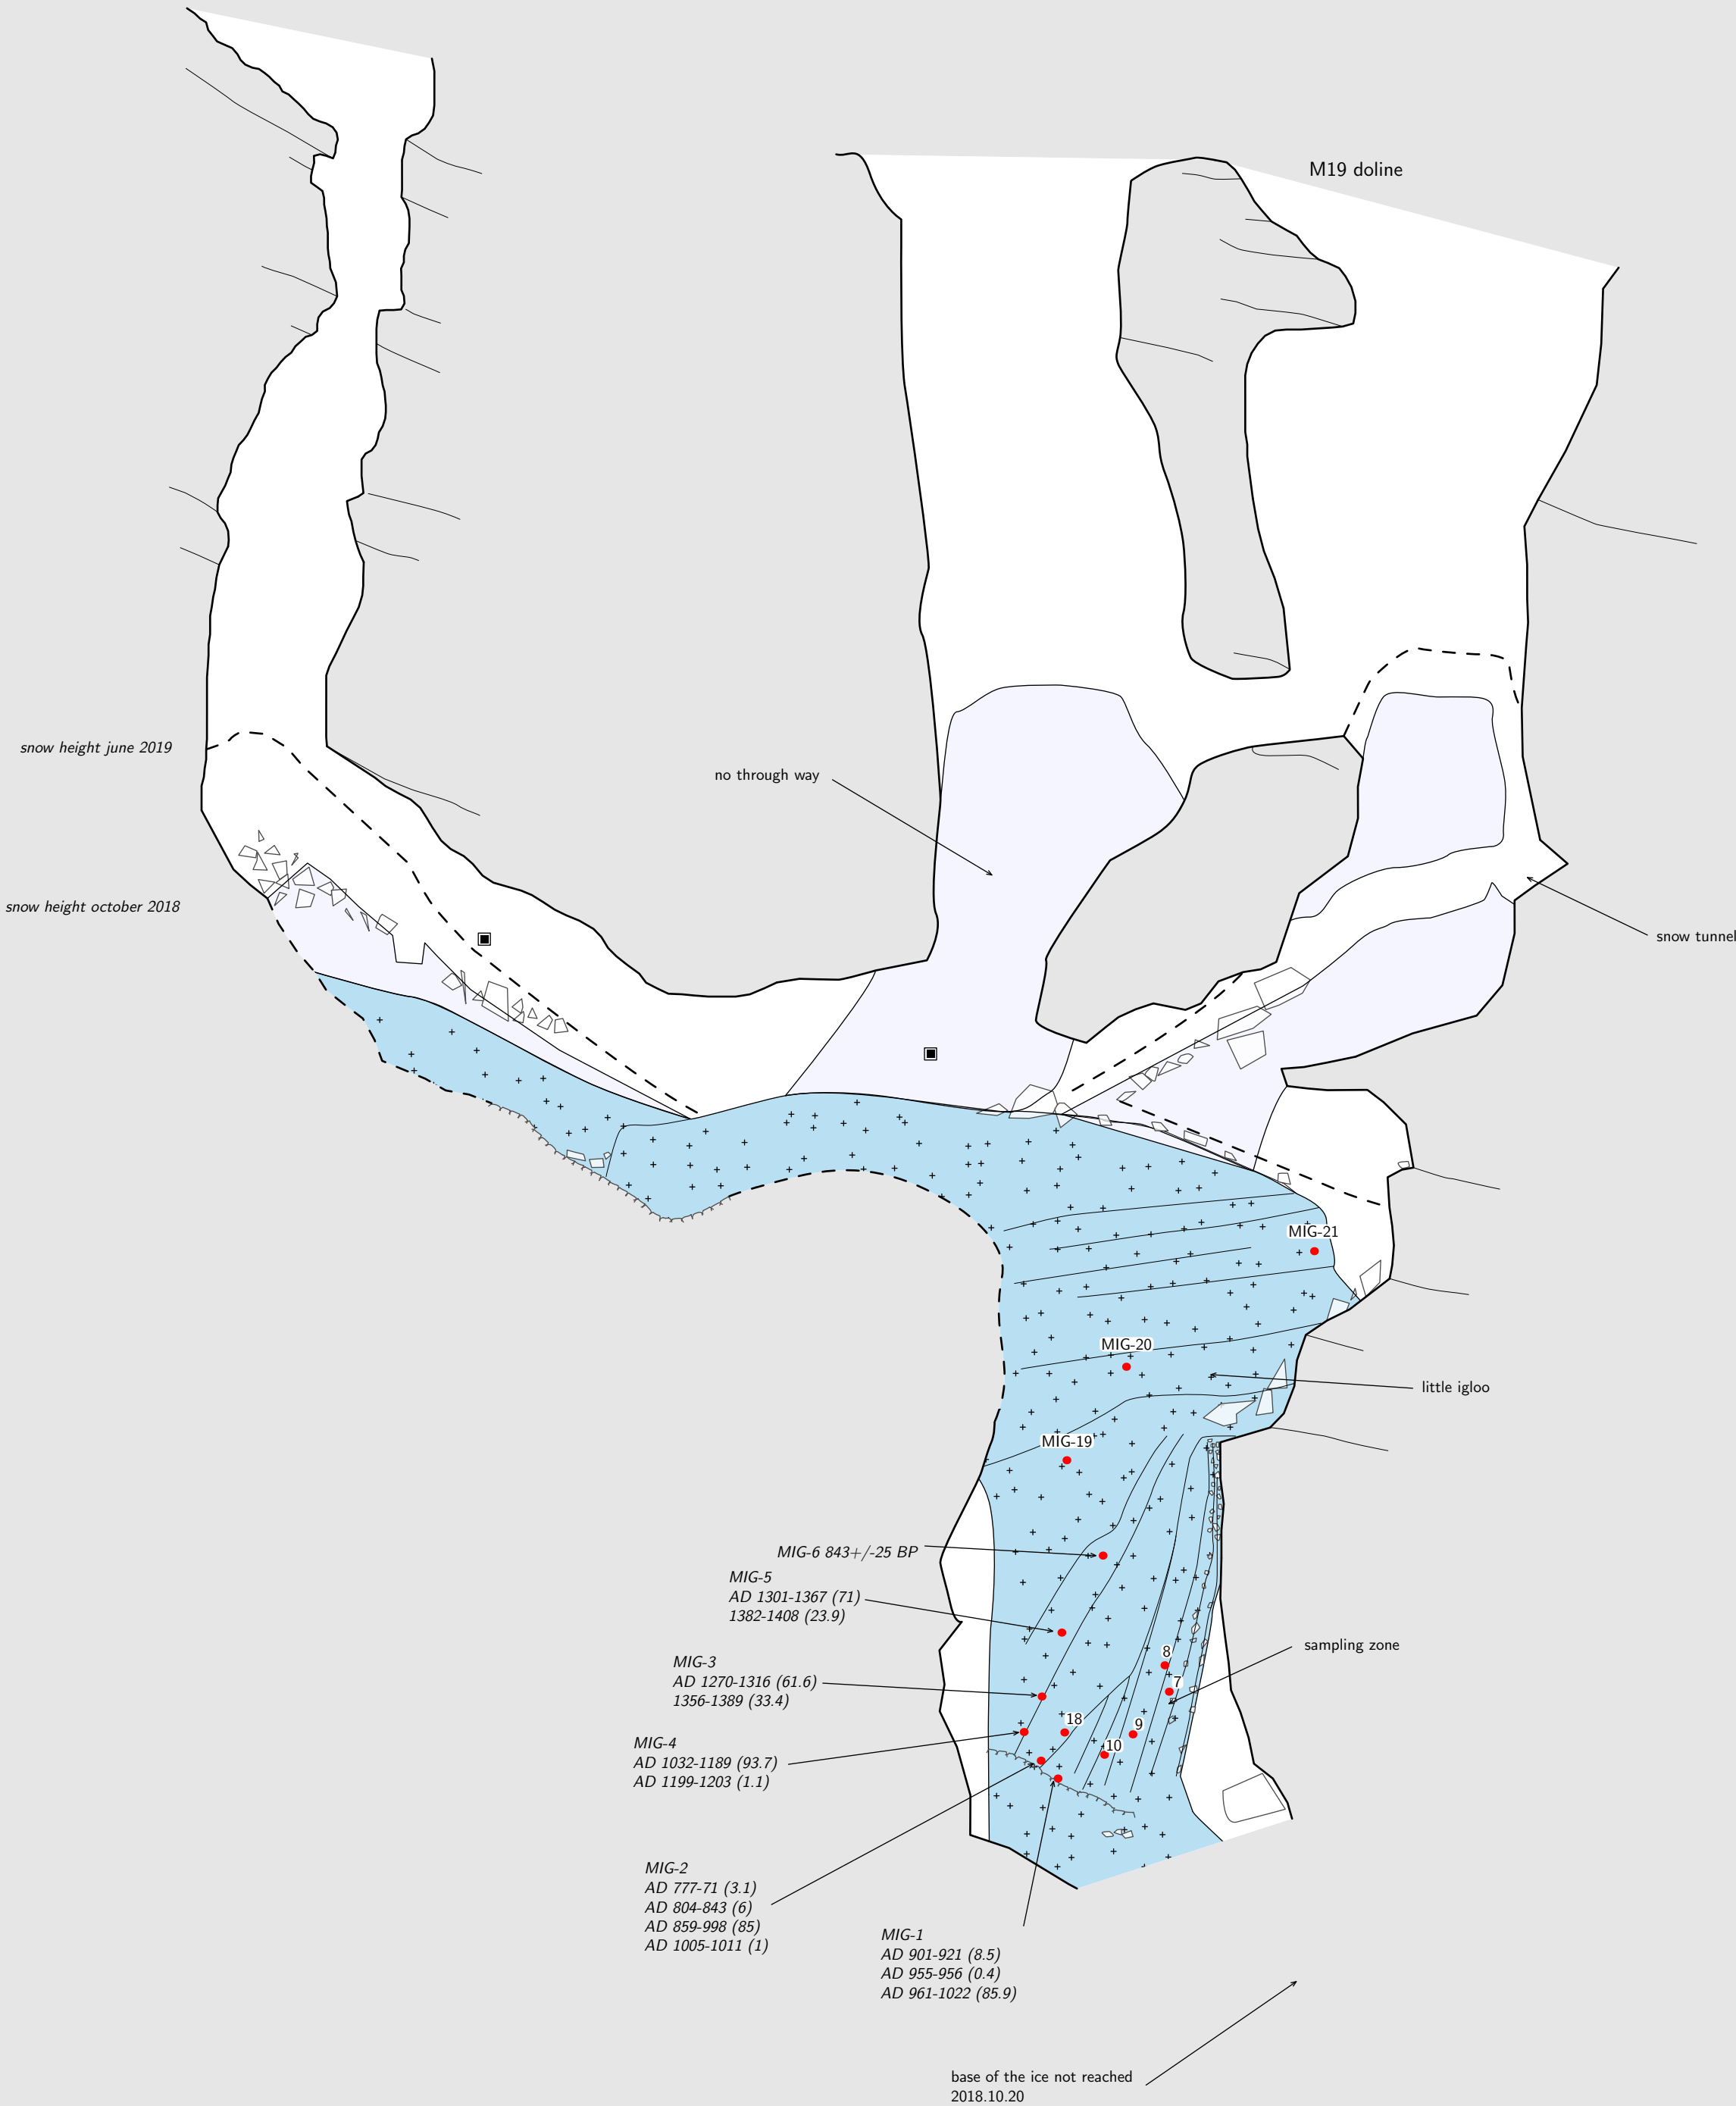 M19 doline
snow height june 2019
no through way
snow height october 2018
snow tunnel
MIG-21
MIG-20
little igloo
MIG-19
MIG-6 843+/-25 BP
MIG-5
AD 1301-1367 (71)
1382-1408 (23.9)
sampling zone
8
MIG-3
AD 1270-1316 (61.6)
1356-1389 (33.4)
7
18
9
MIG-4
AD 1032-1189 (93.7)
AD 1199-1203 (1.1)
10
MIG-2
AD 777-71 (3.1)
AD 804-843 (6)
AD 859-998 (85)
AD 1005-1011 (1)
MIG-1
AD 901-921 (8.5)
AD 955-956 (0.4)
AD 961-1022 (85.9)
base of the ice not reached
2018.10.20